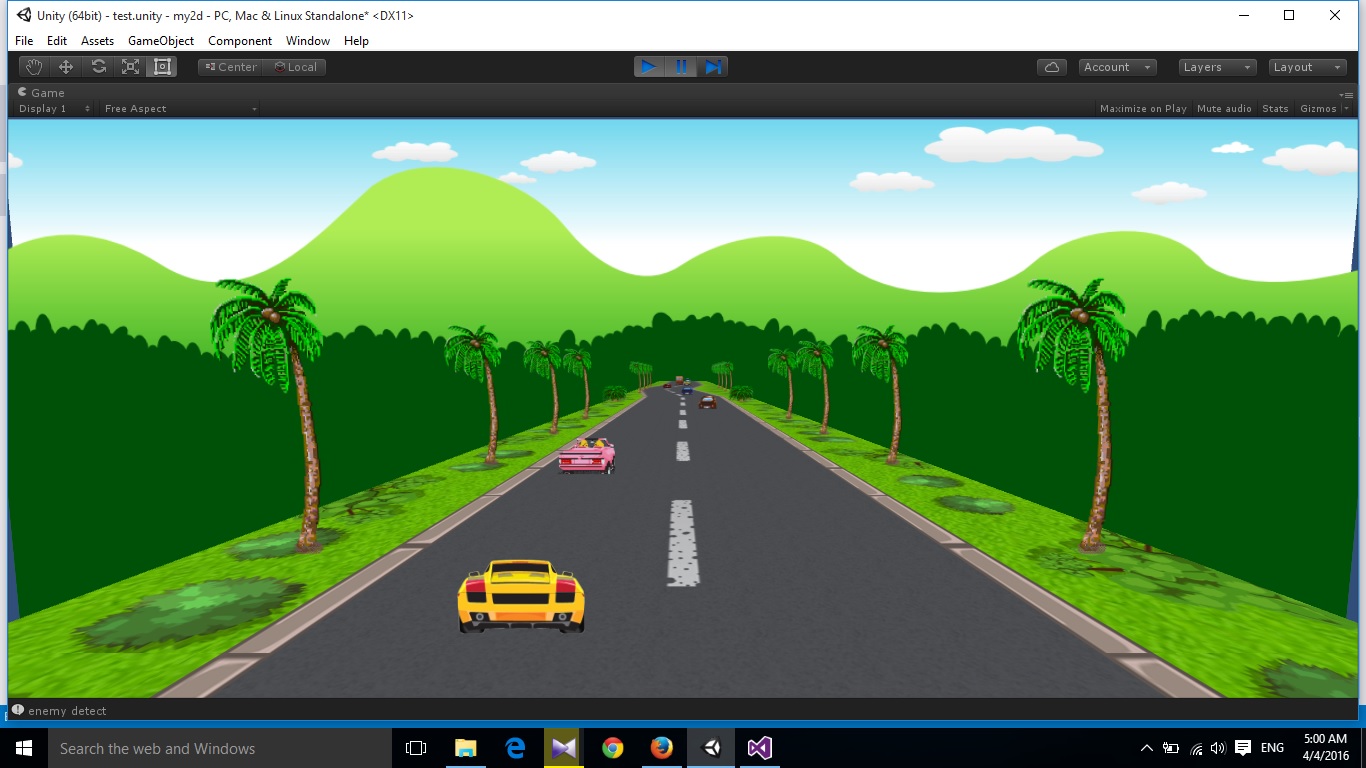 Unity (64bit) - test.unity - my2d - PC, Mac & Linux Standalone* <DX11>
File Edit Assets GameObject Component Window Help
Center Local Account Layers Layout
Game
Display 1 Free Aspect Maximize on Play Mute audio Stats Gizmos
enemy detect
Search the web and Windows
ENG
5:00 AM
4/4/2016